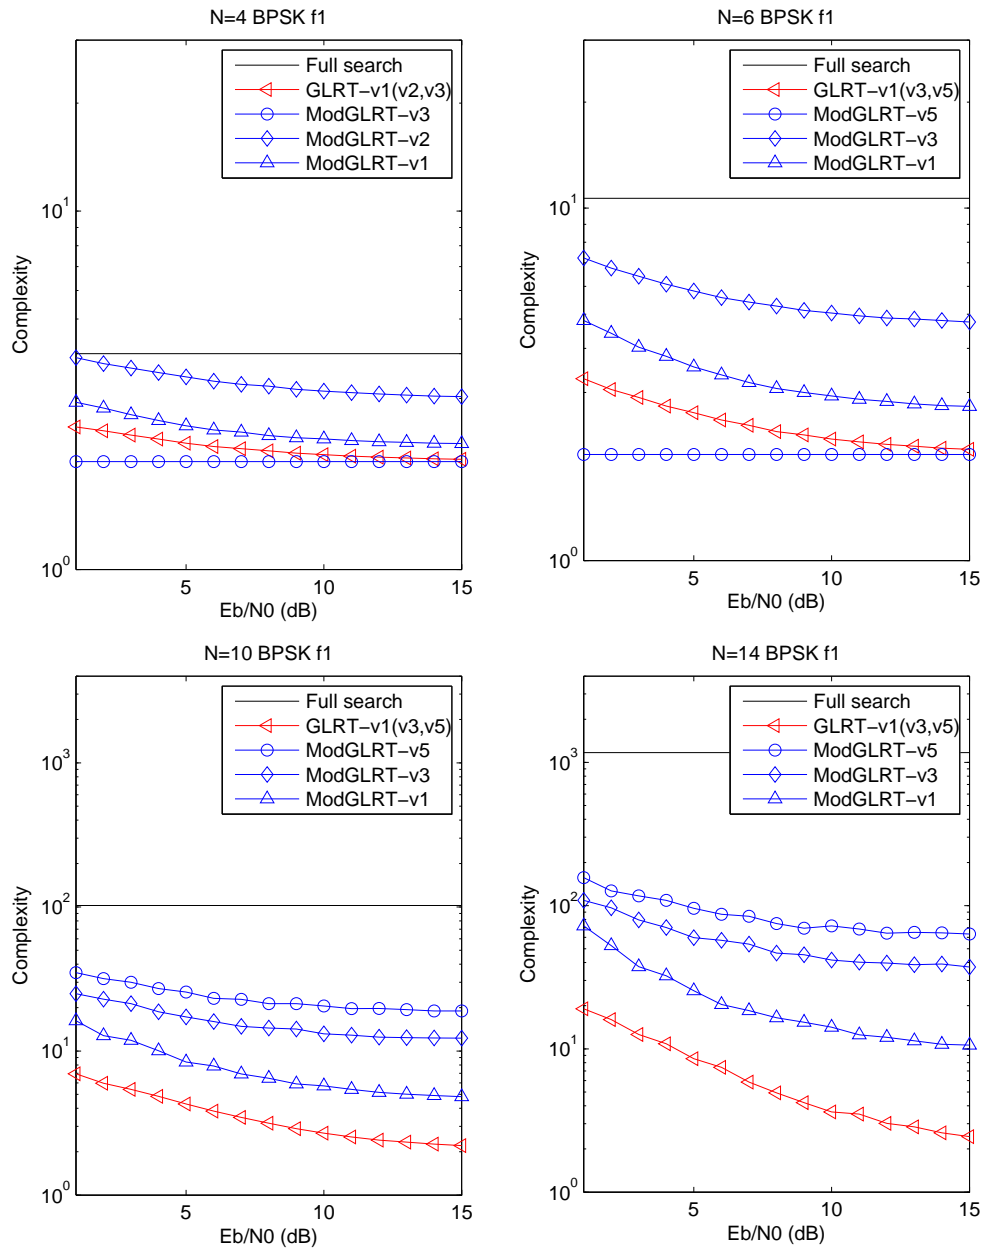 N=4 BPSK f1
Full search
GLRT-v1(v2,v3)
ModGLRT-v3
ModGLRT-v2
ModGLRT-v1
10^1
10^0
Complexity
5 10 15
Eb/N0 (dB)
N=6 BPSK f1
Full search
GLRT-v1(v3,v5)
ModGLRT-v5
ModGLRT-v3
ModGLRT-v1
10^1
10^0
Complexity
5 10 15
Eb/N0 (dB)
N=10 BPSK f1
Full search
GLRT-v1(v3,v5)
ModGLRT-v5
ModGLRT-v3
ModGLRT-v1
10^3
10^2
10^1
10^0
Complexity
5 10 15
Eb/N0 (dB)
N=14 BPSK f1
Full search
GLRT-v1(v3,v5)
ModGLRT-v5
ModGLRT-v3
ModGLRT-v1
10^3
10^2
10^1
10^0
Complexity
5 10 15
Eb/N0 (dB)